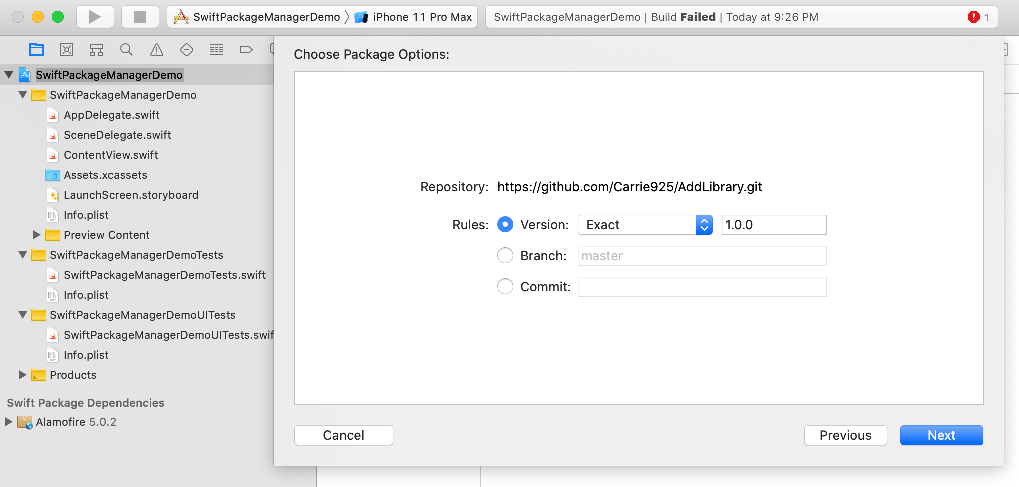 SwiftPackageManagerDemo 〉 iPhone 11 Pro Max
SwiftPackageManagerDemo | Build Failed | Today at 9:26 PM
1
SwiftPackageManagerDemo
SwiftPackageManagerDemo
AppDelegate.swift
SceneDelegate.swift
ContentView.swift
Assets.xcassets
LaunchScreen.storyboard
Info.plist
Preview Content
SwiftPackageManagerDemoTests
SwiftPackageManagerDemoTests.swift
Info.plist
SwiftPackageManagerDemoUITests
SwiftPackageManagerDemoUITests.swif
Info.plist
Products
Swift Package Dependencies
Alamofire 5.0.2
Choose Package Options:
Repository: https://github.com/Carrie925/AddLibrary.git
Rules: Version: Exact 1.0.0
Branch: master
Commit:
Cancel Previous Next